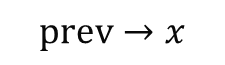 prev → x